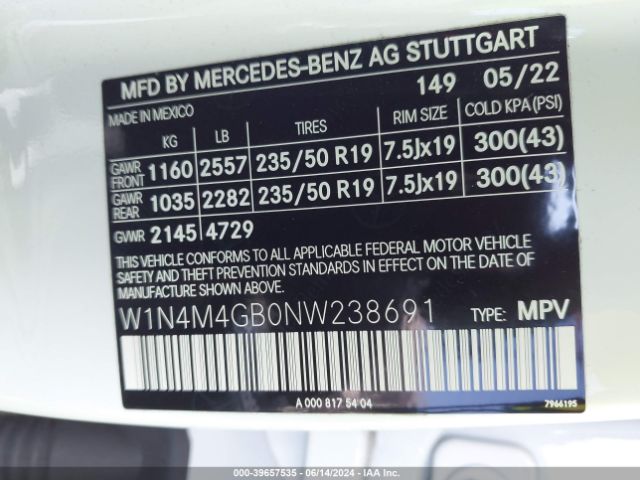 MFD BY MERCEDES-BENZ AG STUTTGART
MADE IN MEXICO 149 05/22
KG LB TIRES RIM SIZE COLD KPA(PSI)
GAWR FRONT 1160 2557 235/50 R19 7.5Jx19 300(43)
GAWR REAR 1035 2282 235/50 R19 7.5Jx19 300(43)
GVWR 2145 4729
THIS VEHICLE CONFORMS TO ALL APPLICABLE FEDERAL MOTOR VEHICLE
SAFETY AND THEFT PREVENTION STANDARDS IN EFFECT ON THE DATE OF
MANUFACTURE SHOWN ABOVE.
W1N4M4GB0NW238691 TYPE: MPV
A 000 817 54 04 7966195
000-39657535 - 06/14/2024 - IAA Inc.